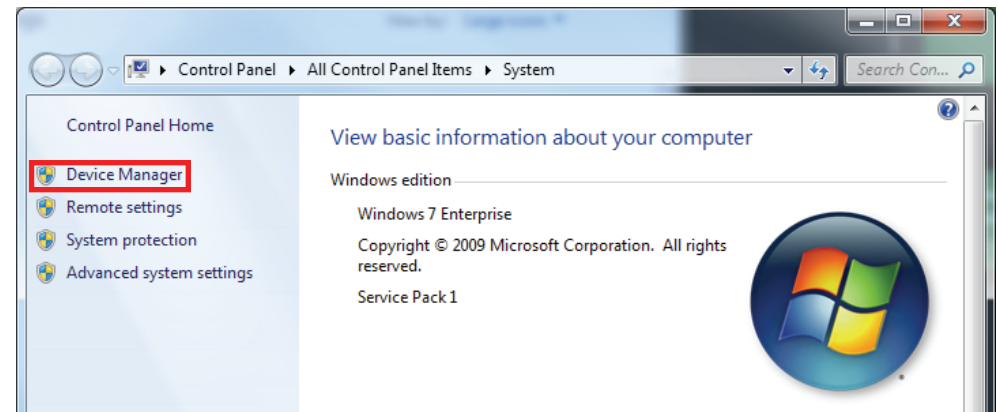 Control Panel ▸ All Control Panel Items ▸ System
Search Con...
Control Panel Home
Device Manager
Remote settings
System protection
Advanced system settings
View basic information about your computer
Windows edition
Windows 7 Enterprise
Copyright © 2009 Microsoft Corporation. All rights
reserved.
Service Pack 1